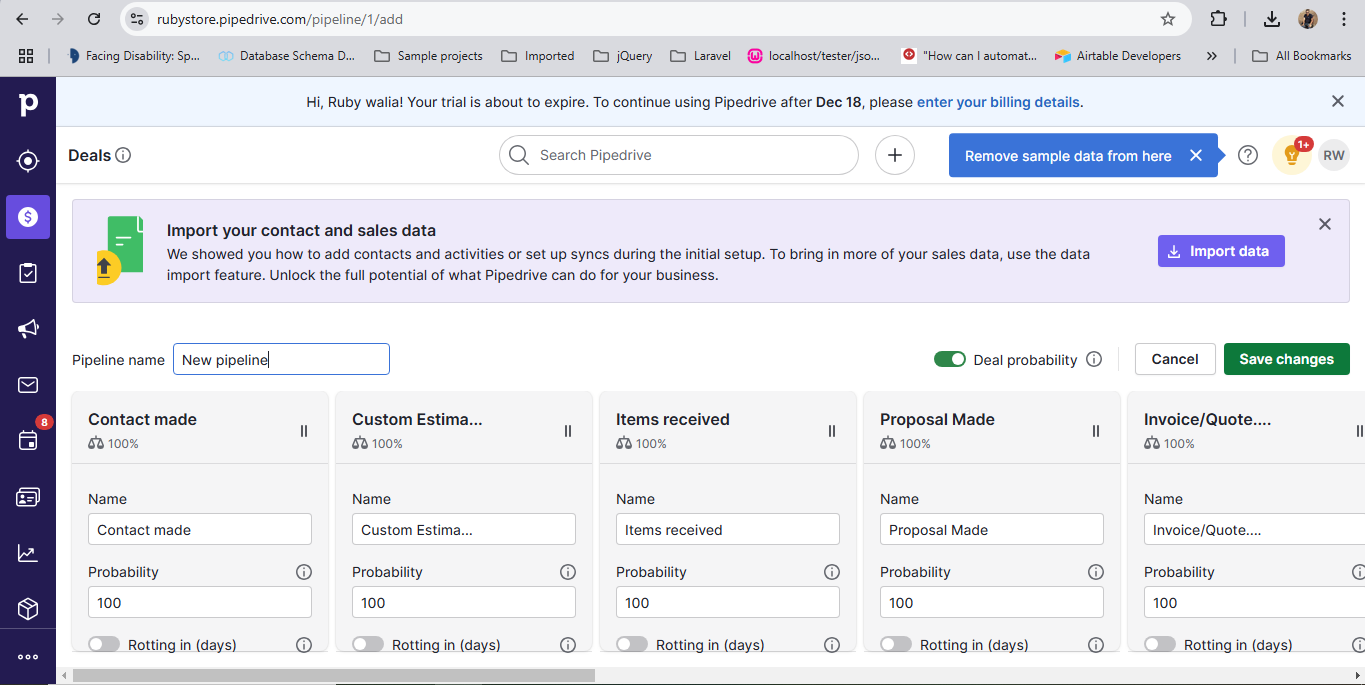 rubystore.pipedrive.com/pipeline/1/add
Facing Disability: Sp...
Database Schema D...
Sample projects
Imported
jQuery
Laravel
localhost/tester/jso...
"How can I automat...
Airtable Developers
»
All Bookmarks
p
Hi, Ruby walia! Your trial is about to expire. To continue using Pipedrive after Dec 18, please enter your billing details.
Deals
Search Pipedrive
Remove sample data from here
1+
RW
Import your contact and sales data
We showed you how to add contacts and activities or set up syncs during the initial setup. To bring in more of your sales data, use the data
import feature. Unlock the full potential of what Pipedrive can do for your business.
Import data
Pipeline name
New pipeline
Deal probability
Cancel
Save changes
8
Contact made
100%
Name
Contact made
Probability
100
Rotting in (days)
Custom Estima...
100%
Name
Custom Estima...
Probability
100
Rotting in (days)
Items received
100%
Name
Items received
Probability
100
Rotting in (days)
Proposal Made
100%
Name
Proposal Made
Probability
100
Rotting in (days)
Invoice/Quote....
100%
Name
Invoice/Quote....
Probability
100
Rotting in (days)